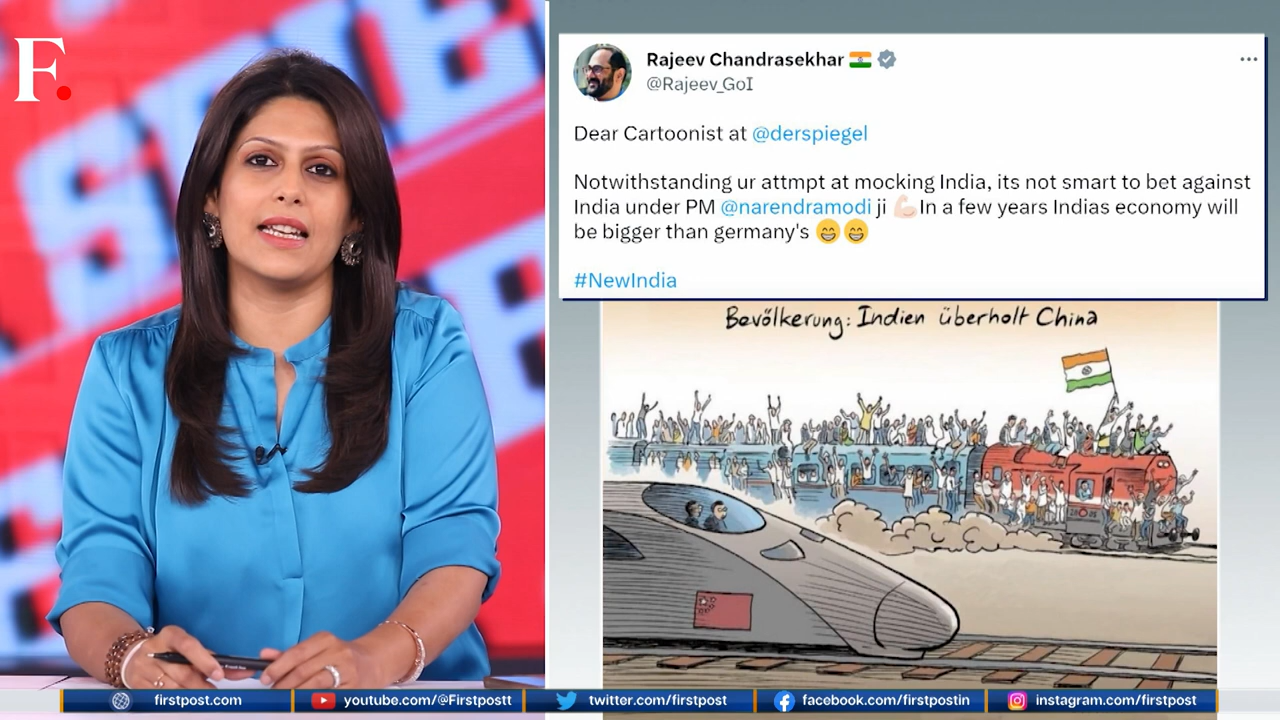 F.
Rajeev Chandrasekhar
@Rajeev_GoI
Dear Cartoonist at @derspiegel
Notwithstanding ur attmpt at mocking India, its not smart to bet against
India under PM @narendramodi ji 💪🏻In a few years Indias economy will
be bigger than germany's 😁😁
#NewIndia
Bevölkerung: Indien überholt China
firstpost.com
youtube.com/@Firstpostt
twitter.com/firstpost
facebook.com/firstpostin
instagram.com/firstpost